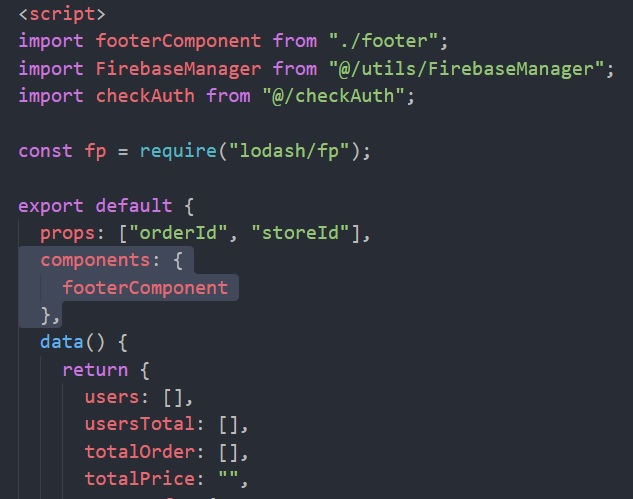 <script>
import footerComponent from "./footer";
import FirebaseManager from "@/utils/FirebaseManager";
import checkAuth from "@/checkAuth";
const fp = require("lodash/fp");
export default {
props: ["orderId", "storeId"],
components: {
footerComponent
},
data() {
return {
users: [],
usersTotal: [],
totalOrder: [],
totalPrice: "",